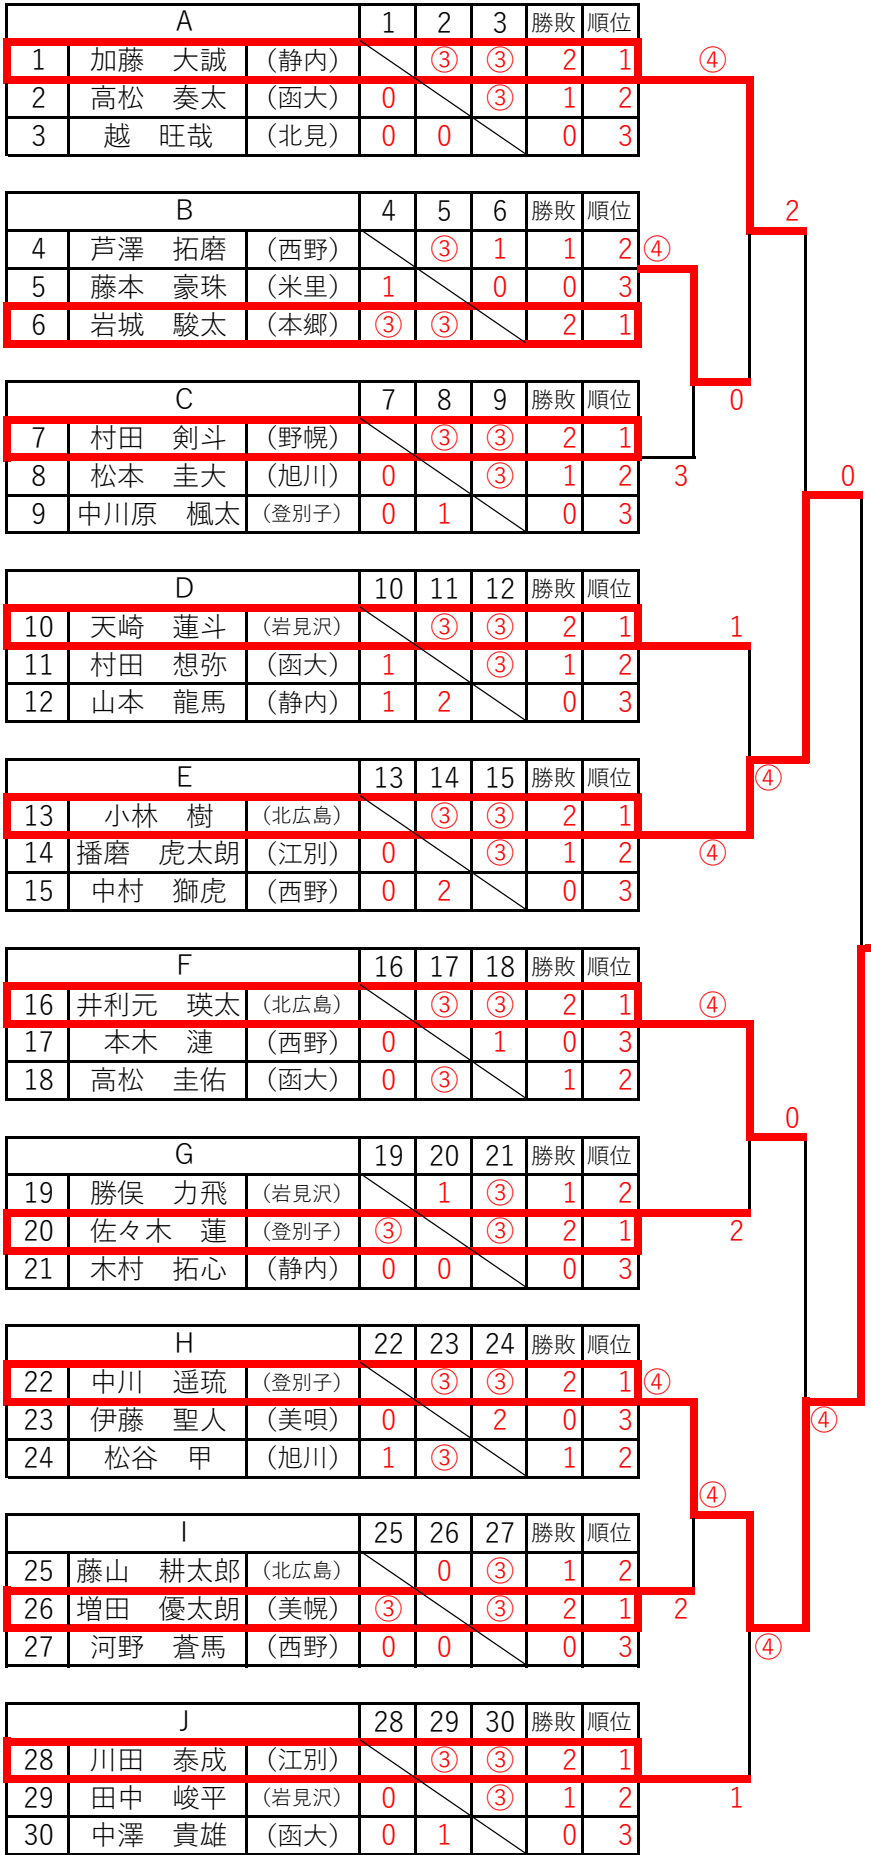 A 1 2 3 勝敗 順位
1 加藤　大誠 (静内) ③ ③ 2 1 ④
2 高松　奏太 (函大) 0 ③ 1 2
3 越　旺哉 (北見) 0 0 0 3
B 4 5 6 勝敗 順位 2
4 芦澤　拓磨 (西野) ③ 1 1 2 ④
5 藤本　豪珠 (米里) 1 0 0 3
6 岩城　駿太 (本郷) ③ ③ 2 1
C 7 8 9 勝敗 順位 0
7 村田　剣斗 (野幌) ③ ③ 2 1
8 松本　圭大 (旭川) 0 ③ 1 2 3 0
9 中川原　楓太 (登別子) 0 1 0 3
D 10 11 12 勝敗 順位
10 天崎　蓮斗 (岩見沢) ③ ③ 2 1 1
11 村田　想弥 (函大) 1 ③ 1 2
12 山本　龍馬 (静内) 1 2 0 3
E 13 14 15 勝敗 順位 ④
13 小林　樹 (北広島) ③ ③ 2 1
14 播磨　虎太朗 (江別) 0 ③ 1 2 ④
15 中村　獅虎 (西野) 0 2 0 3
F 16 17 18 勝敗 順位
16 井利元　瑛太 (北広島) ③ ③ 2 1 ④
17 本木　漣 (西野) 0 1 0 3
18 高松　圭佑 (函大) 0 ③ 1 2
0
G 19 20 21 勝敗 順位
19 勝俣　力飛 (岩見沢) 1 ③ 1 2
20 佐々木　蓮 (登別子) ③ ③ 2 1 2
21 木村　拓心 (静内) 0 0 0 3
H 22 23 24 勝敗 順位
22 中川　遥琉 (登別子) ③ ③ 2 1 ④
23 伊藤　聖人 (美唄) 0 2 0 3 ④
24 松谷　甲 (旭川) 1 ③ 1 2
④
I 25 26 27 勝敗 順位
25 藤山　耕太郎 (北広島) 0 ③ 1 2
26 増田　優太朗 (美幌) ③ ③ 2 1 2
27 河野　蒼馬 (西野) 0 0 0 3 ④
J 28 29 30 勝敗 順位
28 川田　泰成 (江別) ③ ③ 2 1
29 田中　峻平 (岩見沢) 0 ③ 1 2 1
30 中澤　貴雄 (函大) 0 1 0 3